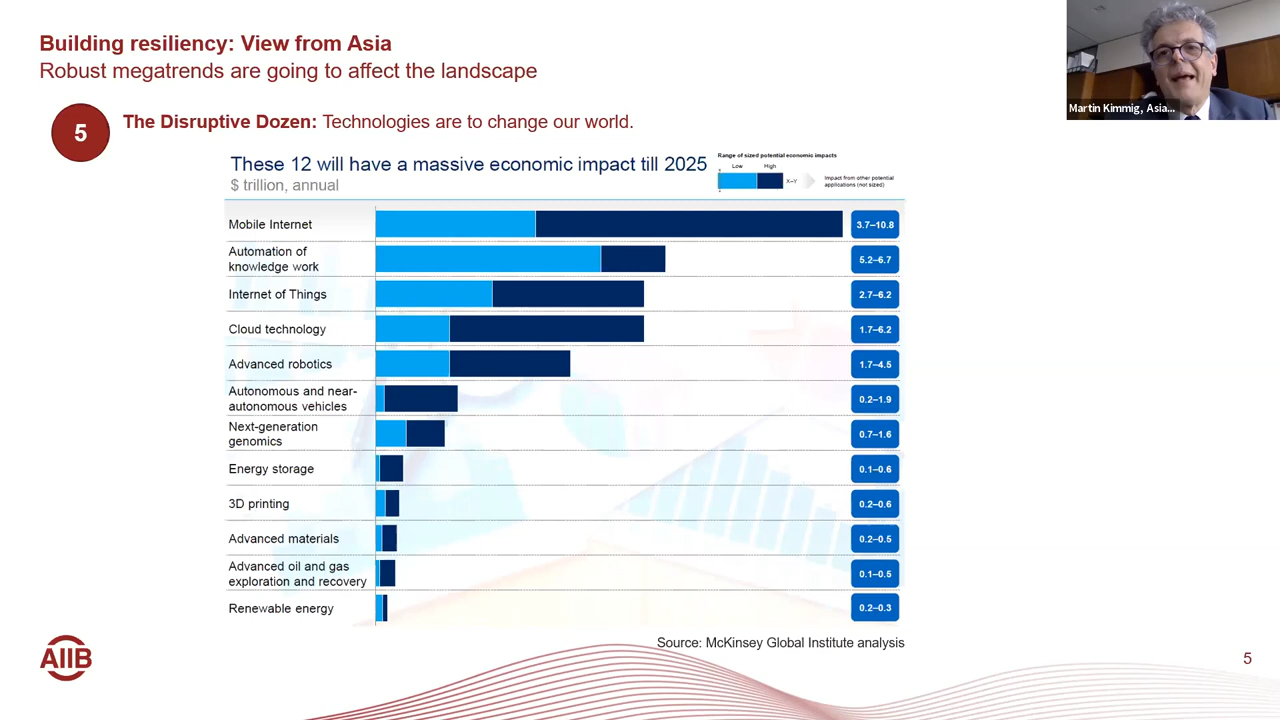 Building resiliency: View from Asia
Robust megatrends are going to affect the landscape
Martin Kimmig, Asia...
5
The Disruptive Dozen: Technologies are to change our world.
These 12 will have a massive economic impact till 2025
$ trillion, annual
Range of sized potential economic impacts
Low High
X–Y
Impact from other potential
applications (not sized)
Mobile Internet 3.7–10.8
Automation of
knowledge work 5.2–6.7
Internet of Things 2.7–6.2
Cloud technology 1.7–6.2
Advanced robotics 1.7–4.5
Autonomous and near-
autonomous vehicles 0.2–1.9
Next-generation
genomics 0.7–1.6
Energy storage 0.1–0.6
3D printing 0.2–0.6
Advanced materials 0.2–0.5
Advanced oil and gas
exploration and recovery 0.1–0.5
Renewable energy 0.2–0.3
Source: McKinsey Global Institute analysis
AIIB
5